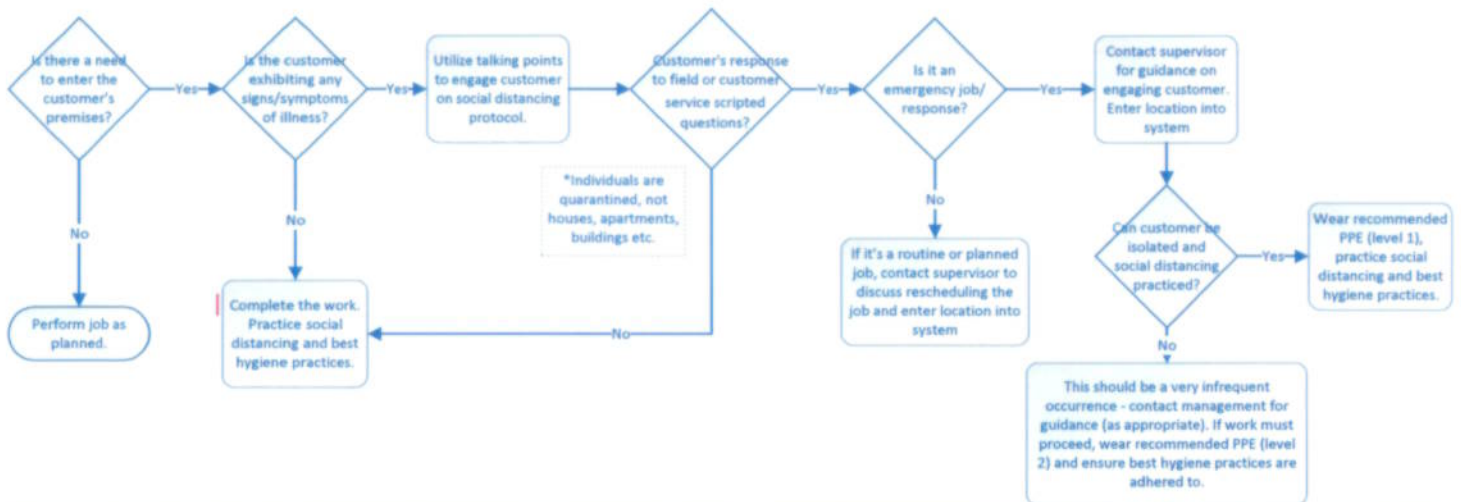 Is there a need
to enter the
customer's
premises?
Yes
No
Perform job as
planned.
Is the customer
exhibiting any
signs/symptoms
of illness?
Yes
No
Complete the work.
Practice social
distancing and best
hygiene practices.
Utilize talking points
to engage customer
on social distancing
protocol.
Customer's response
to field or customer
service scripted
questions?
Yes
No
*Individuals are
quarantined, not
houses, apartments,
buildings etc.
Is it an
emergency job/
response?
Yes
No
If it's a routine or planned
job, contact supervisor to
discuss rescheduling the
job and enter location into
system
Contact supervisor
for guidance on
engaging customer.
Enter location into
system
Can customer be
isolated and
social distancing
practiced?
Yes
No
Wear recommended
PPE (level 1),
practice social
distancing and best
hygiene practices.
This should be a very infrequent
occurrence - contact management for
guidance (as appropriate). If work must
proceed, wear recommended PPE (level
2) and ensure best hygiene practices are
adhered to.